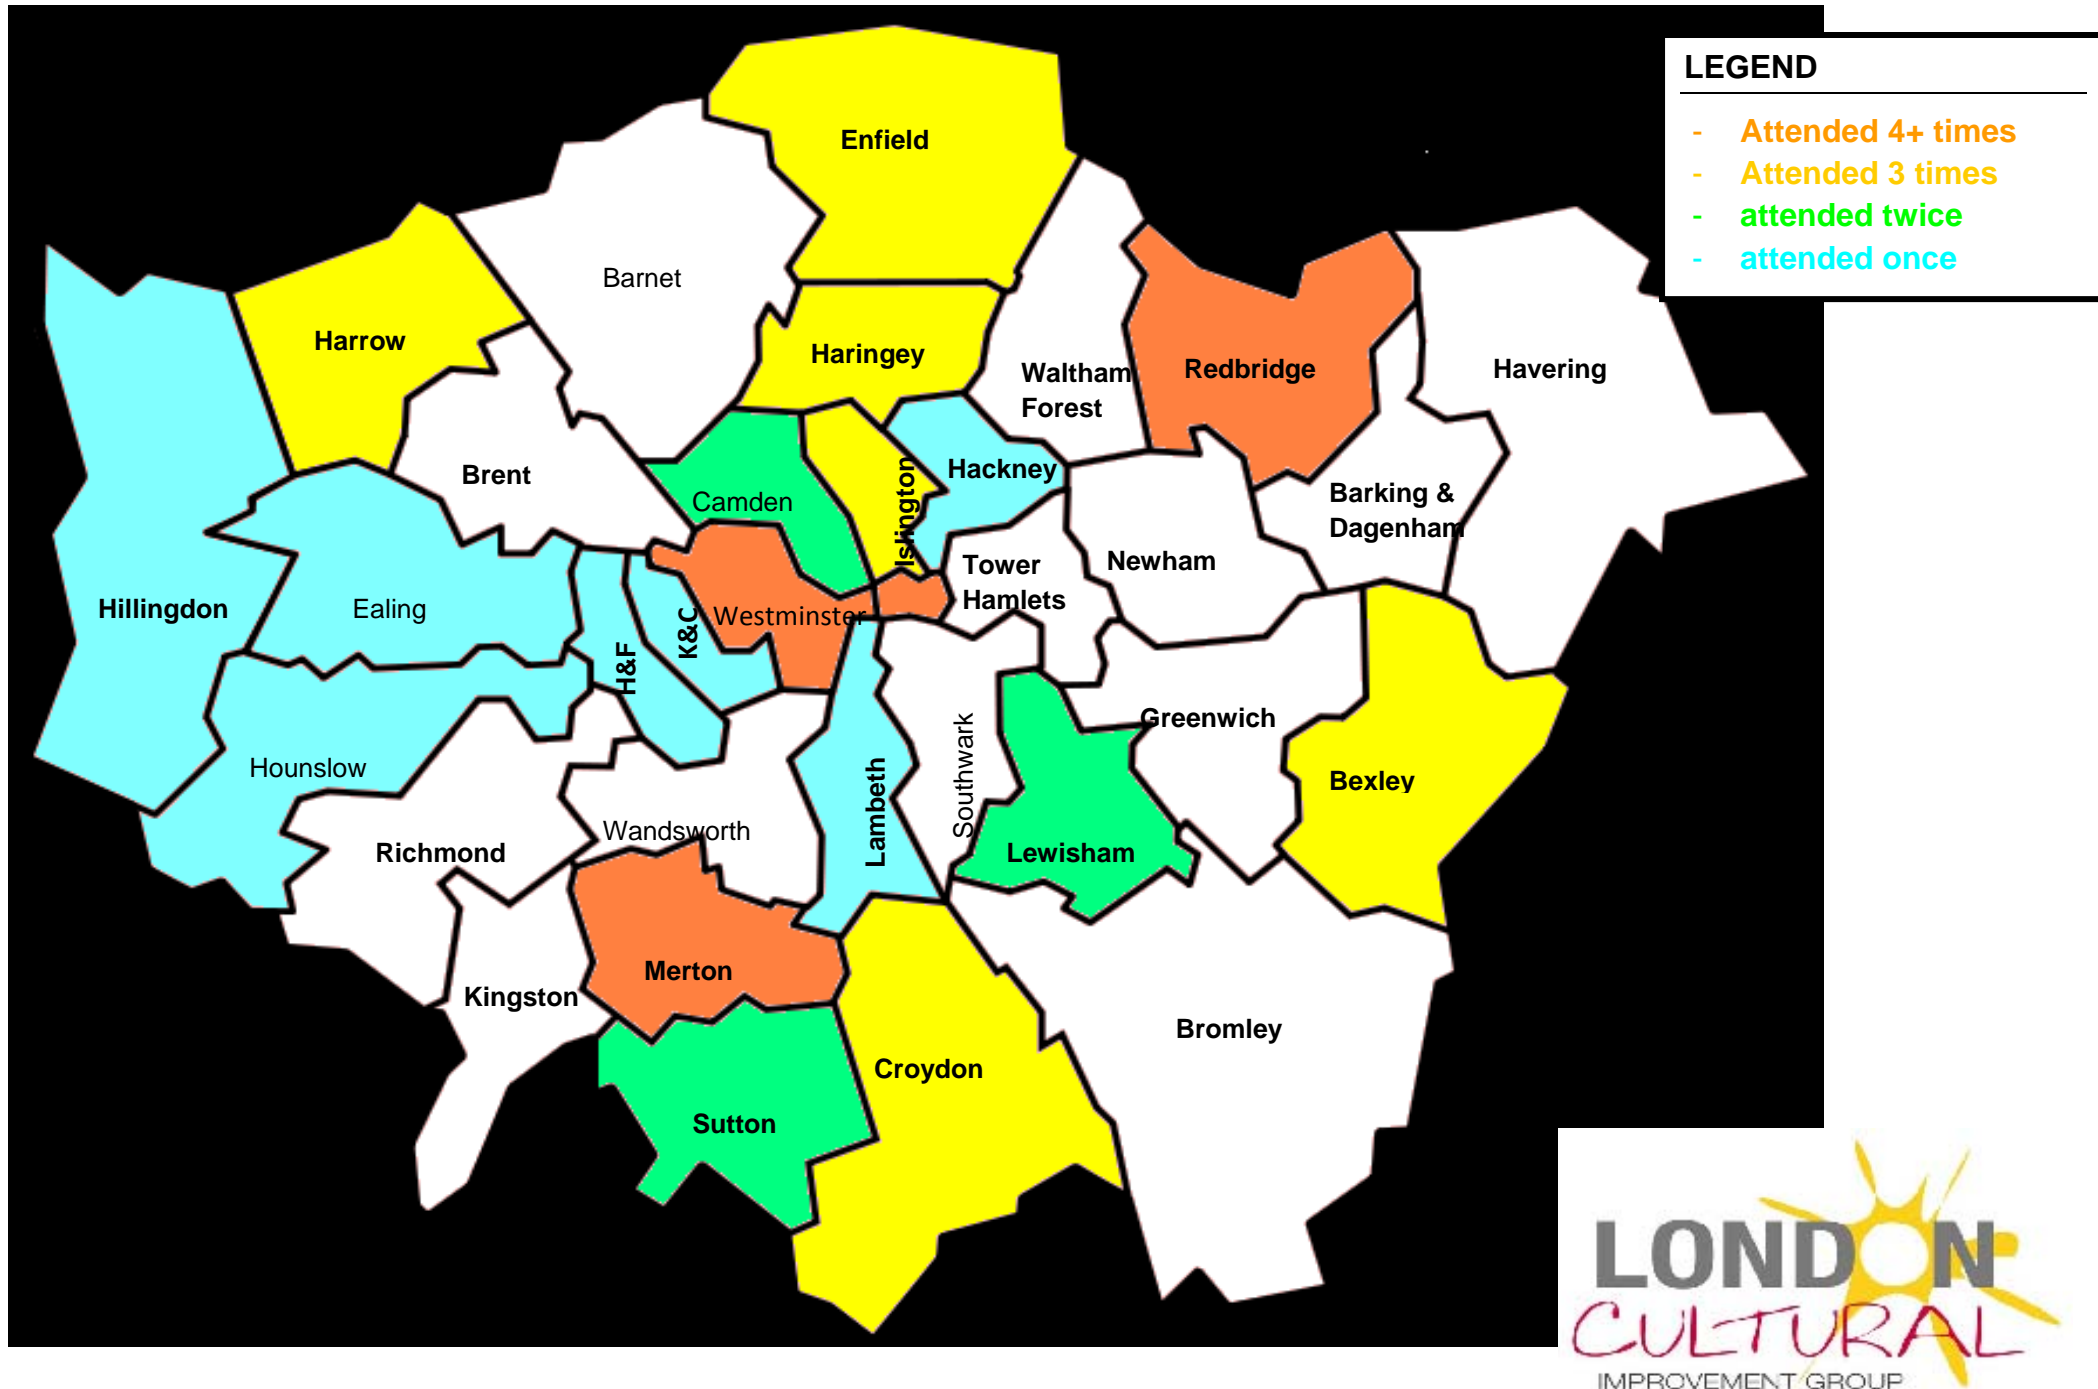 LEGEND
- Attended 4+ times
- Attended 3 times
- attended twice
- attended once
Enfield
Barnet
Harrow
Haringey
Waltham
Forest
Redbridge
Havering
Brent
Camden
Islington
Hackney
Barking &
Dagenham
Tower
Hamlets
Newham
Hillingdon
Ealing
H&F
K&C
Westminster
Hounslow
Lambeth
Southwark
Greenwich
Bexley
Richmond
Wandsworth
Lewisham
Merton
Kingston
Bromley
Croydon
Sutton
LONDON
CULTURAL
IMPROVEMENT GROUP